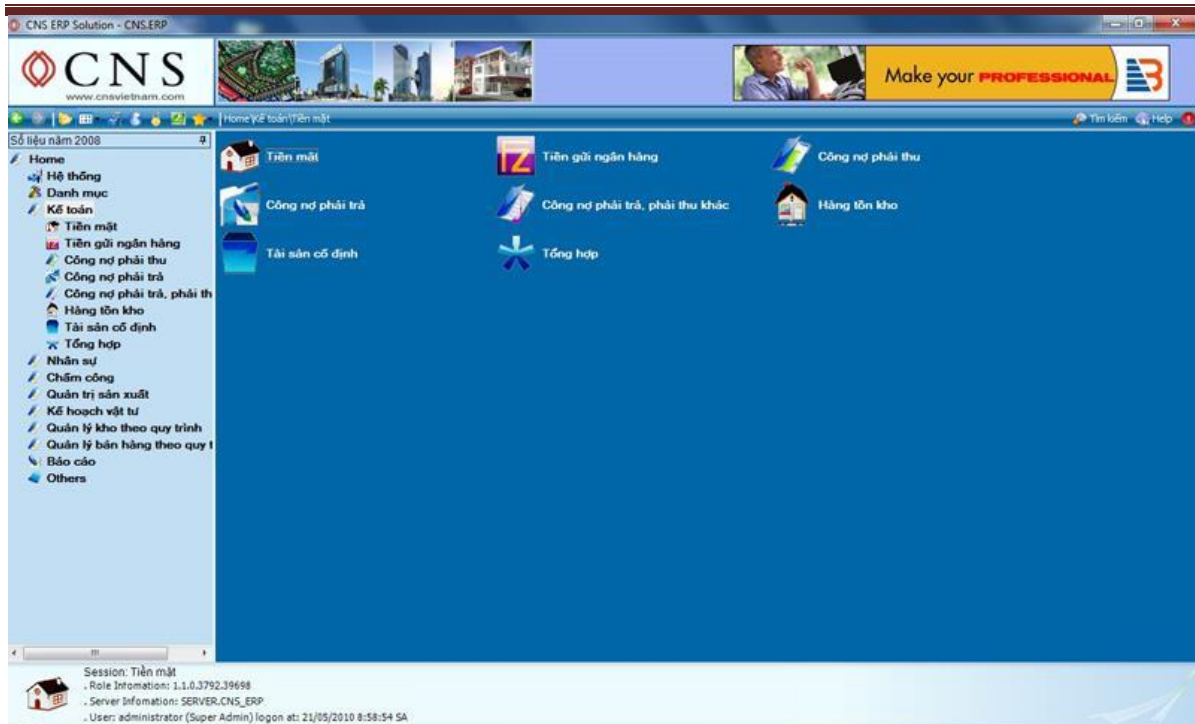 CNS ERP Solution - CNS.ERP
CNS
www.cnsvietnam.com
Make your PROFESSIONAL
Home\Kế toán\Tiền mặt
Tìm kiếm
Help
Số liệu năm 2008
Home
Hệ thống
Danh mục
Kế toán
Tiền mặt
Tiền gửi ngân hàng
Công nợ phải thu
Công nợ phải trả
Công nợ phải trả, phải th
Hàng tồn kho
Tài sản cố định
Tổng hợp
Nhân sự
Chấm công
Quản trị sản xuất
Kế hoạch vật tư
Quản lý kho theo quy trình
Quản lý bán hàng theo quy t
Báo cáo
Others
Tiền mặt
Tiền gửi ngân hàng
Công nợ phải thu
Công nợ phải trả
Công nợ phải trả, phải thu khác
Hàng tồn kho
Tài sản cố định
Tổng hợp
Session: Tiền mặt
. Role Intomation: 1.1.0.3792.39698
. Server Infomation: SERVER.CNS_ERP
. User: administrator (Super Admin) logon at: 21/05/2010 8:58:54 SA